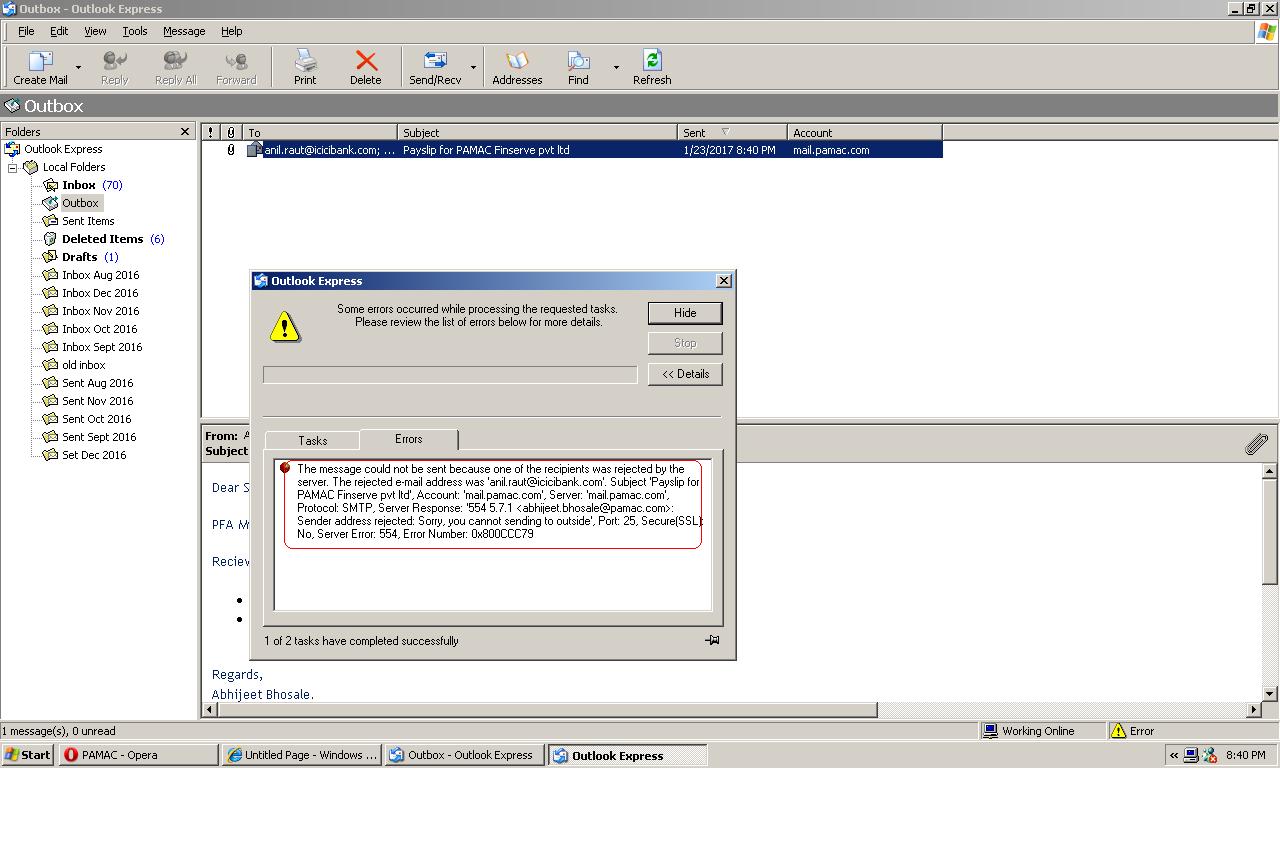 Outbox - Outlook Express
File Edit View Tools Message Help
Create Mail Reply Reply All Forward Print Delete Send/Recv Addresses Find Refresh
Outbox
Folders
Outlook Express
Local Folders
Inbox (70)
Outbox
Sent Items
Deleted Items (6)
Drafts (1)
Inbox Aug 2016
Inbox Dec 2016
Inbox Nov 2016
Inbox Oct 2016
Inbox Sept 2016
old inbox
Sent Aug 2016
Sent Nov 2016
Sent Oct 2016
Sent Sept 2016
Set Dec 2016
! To Subject Sent Account
anil.raut@icicibank.com; ... Payslip for PAMAC Finserve pvt ltd 1/23/2017 8:40 PM mail.pamac.com
From: A
Subject
Dear S
PFA M
Reciev
Regards,
Abhijeet Bhosale.
Outlook Express
Some errors occurred while processing the requested tasks.
Please review the list of errors below for more details.
Hide
Stop
<< Details
Tasks Errors
The message could not be sent because one of the recipients was rejected by the
server. The rejected e-mail address was 'anil.raut@icicibank.com'. Subject 'Payslip for
PAMAC Finserve pvt ltd', Account: 'mail.pamac.com', Server: 'mail.pamac.com',
Protocol: SMTP, Server Response: '554 5.7.1 <abhijeet.bhosale@pamac.com>:
Sender address rejected: Sorry, you cannot sending to outside', Port: 25, Secure(SSL):
No, Server Error: 554, Error Number: 0x800CCC79
1 of 2 tasks have completed successfully
1 message(s), 0 unread
Working Online
Error
Start PAMAC - Opera Untitled Page - Windows ... Outbox - Outlook Express Outlook Express « 8:40 PM